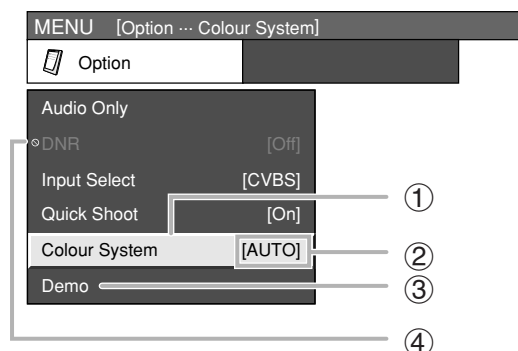 MENU [Option ··· Colour System]
Option
Audio Only
DNR [Off]
Input Select [CVBS]
Quick Shoot [On]
①
Colour System [AUTO]
②
Demo
③
④